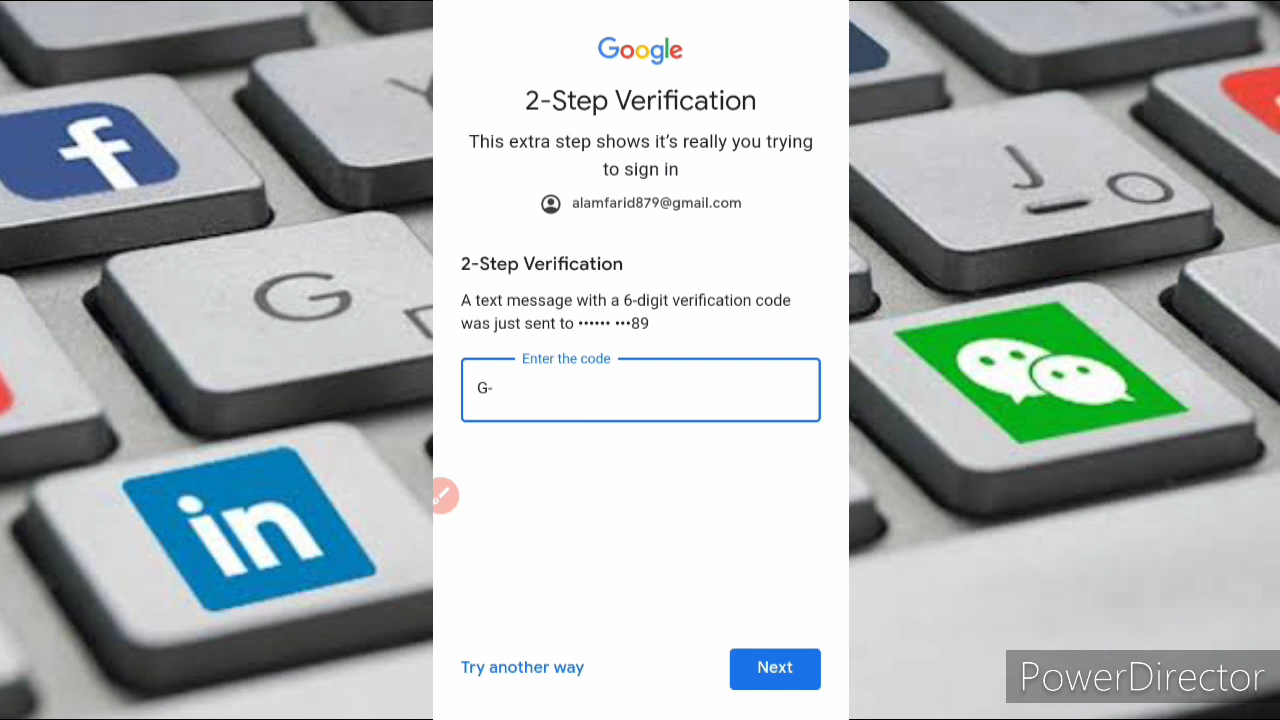 Google
2-Step Verification
This extra step shows it's really you trying
to sign in
alamfarid879@gmail.com
2-Step Verification
A text message with a 6-digit verification code
was just sent to •••••• •••89
Enter the code
G-
Try another way
Next
f
Y
G
in
J
O
PowerDirector